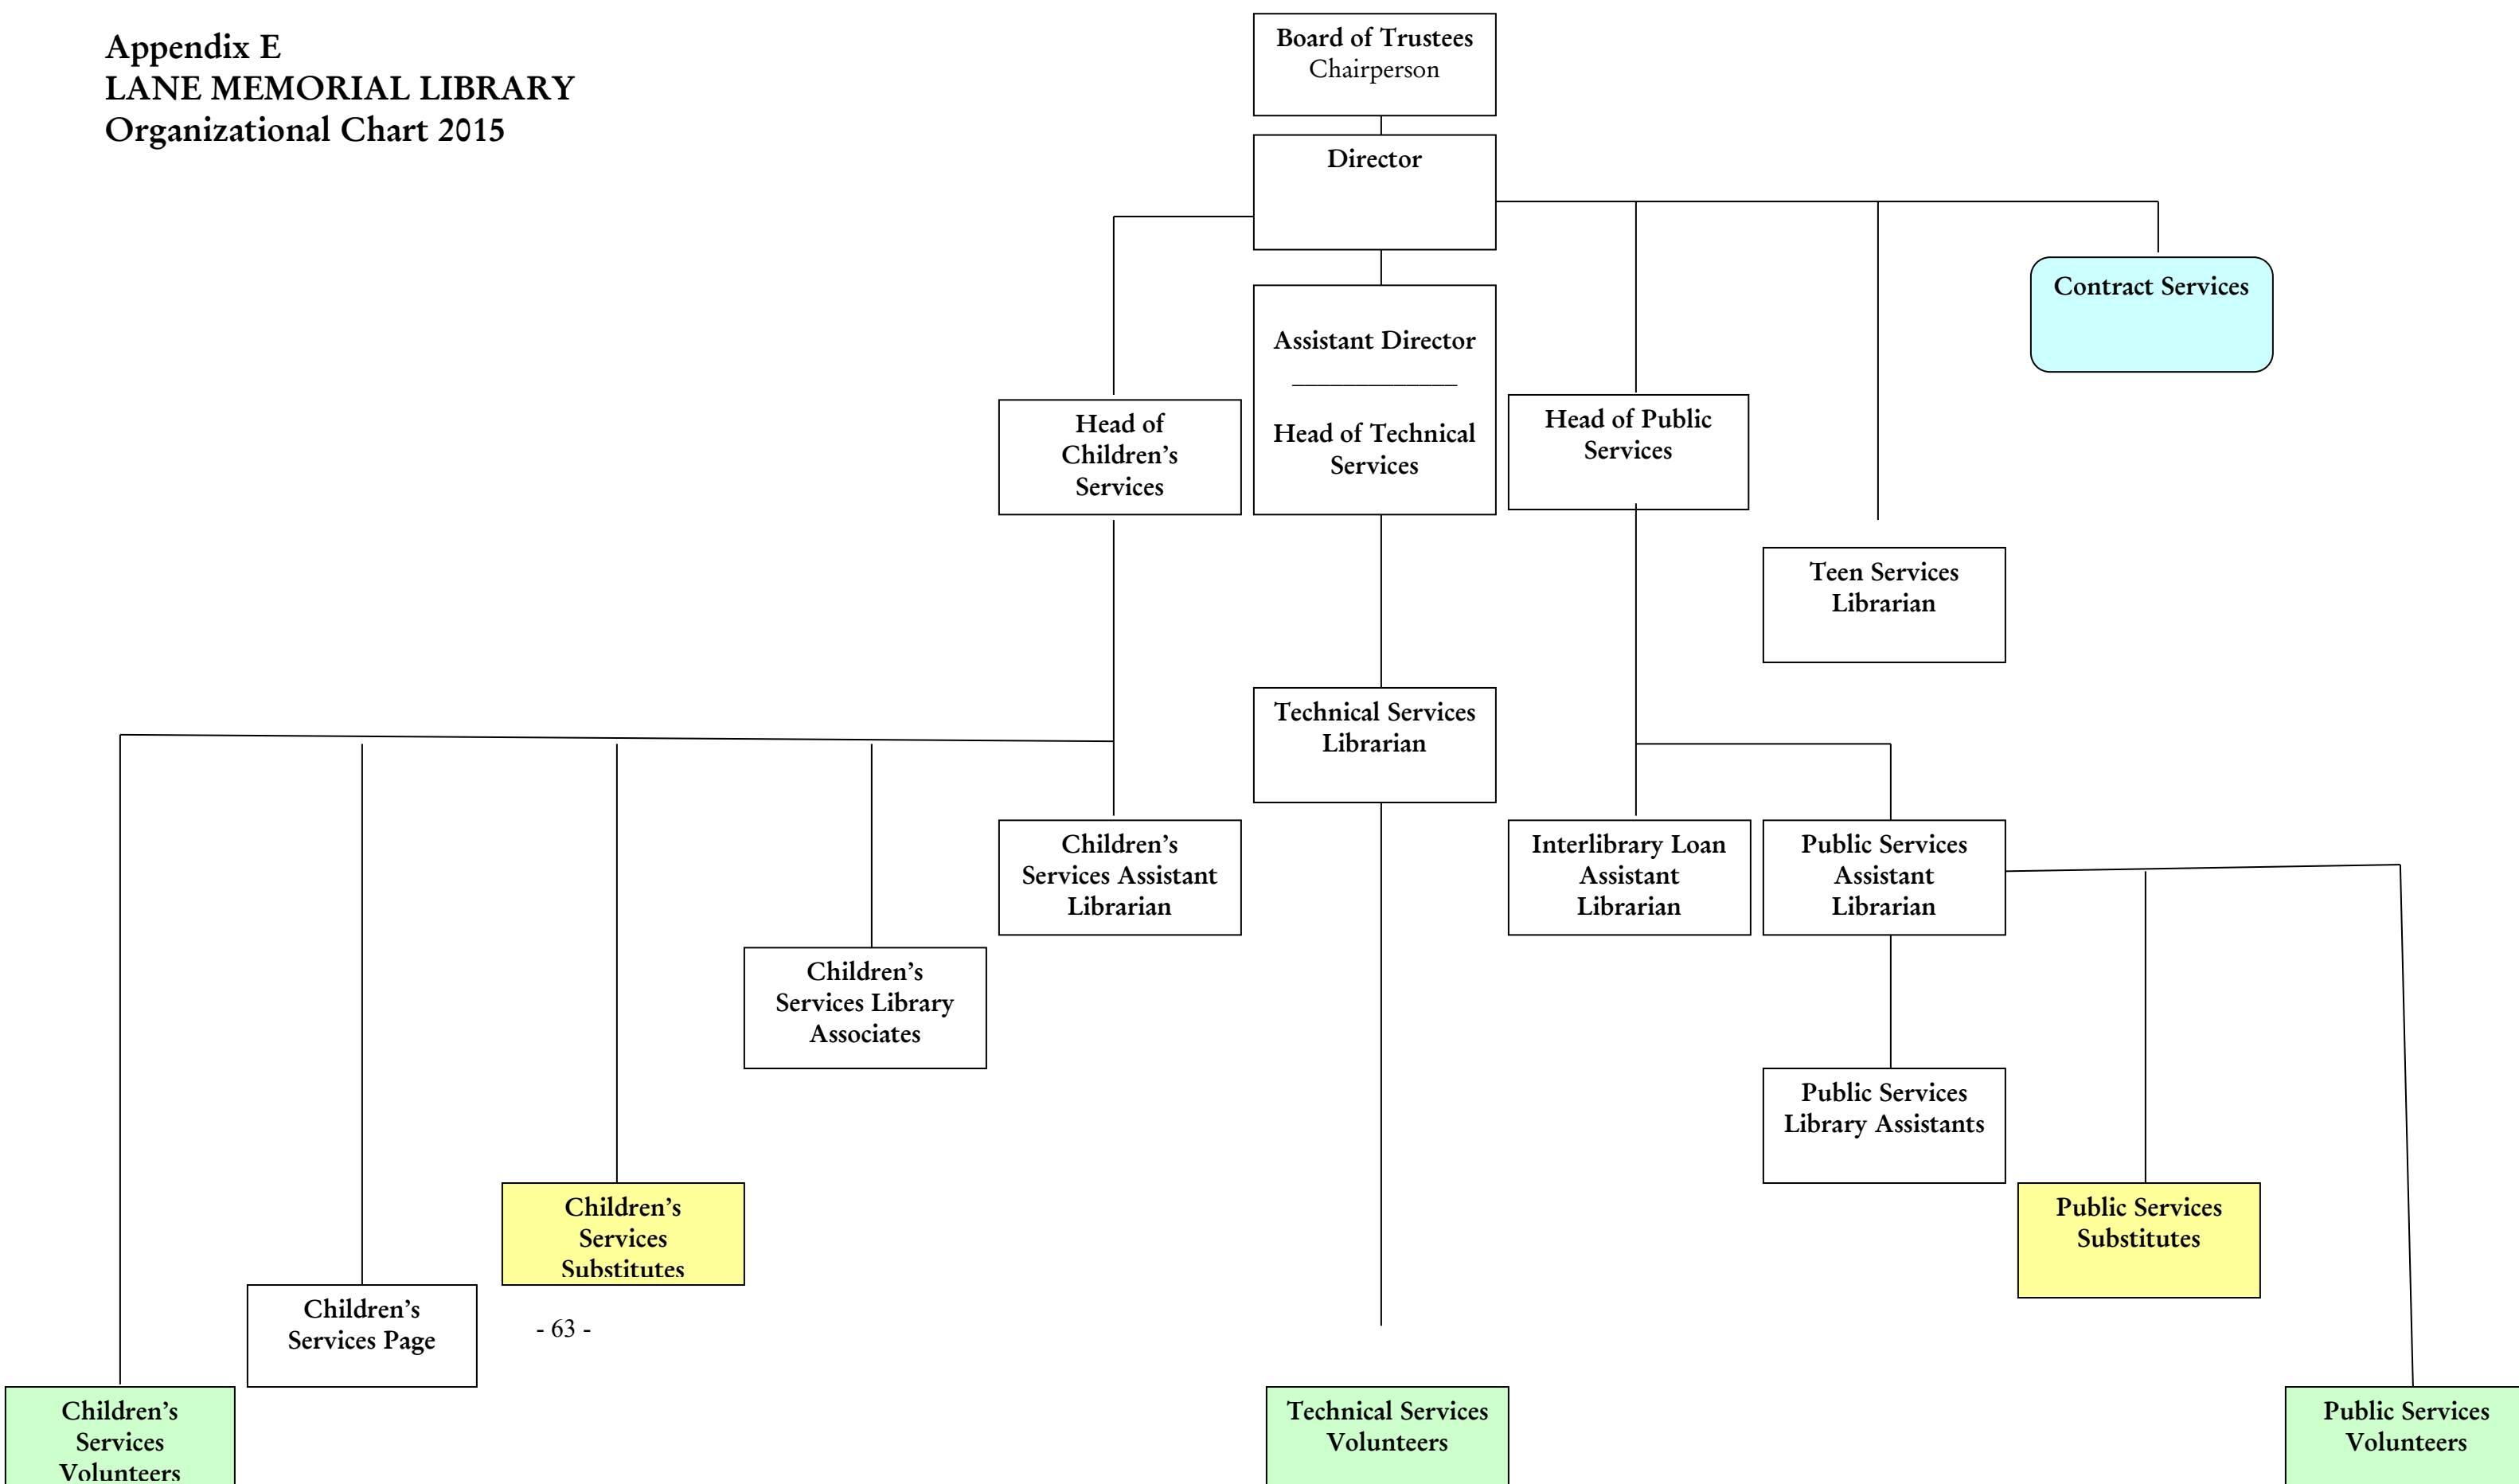 Appendix E
LANE MEMORIAL LIBRARY
Organizational Chart 2015
Board of Trustees
Chairperson
Director
Contract Services
Assistant Director
_____________
Head of Technical
Services
Head of
Children’s
Services
Head of Public
Services
Teen Services
Librarian
Technical Services
Librarian
Children’s
Services Assistant
Librarian
Interlibrary Loan
Assistant
Librarian
Public Services
Assistant
Librarian
Children’s
Services Library
Associates
Public Services
Library Assistants
Children’s
Services
Substitutes
Public Services
Substitutes
Children’s
Services Page
- 63 -
Children’s
Services
Volunteers
Technical Services
Volunteers
Public Services
Volunteers